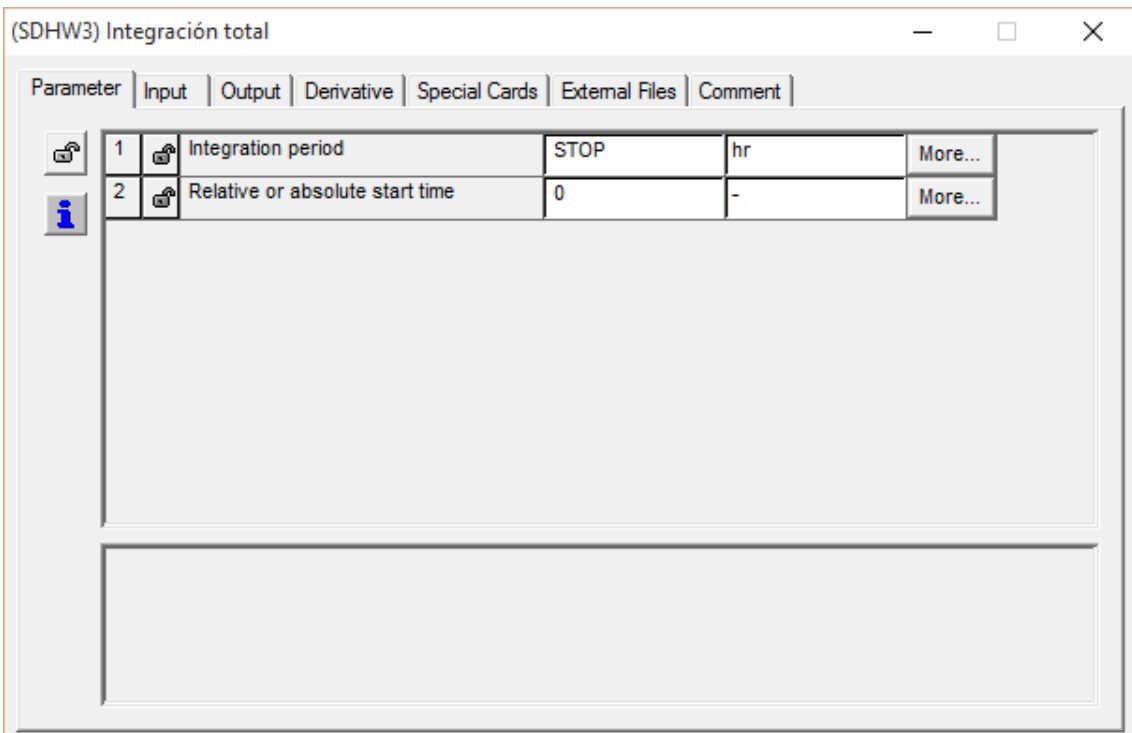 (SDHW3) Integración total
Parameter Input Output Derivative Special Cards External Files Comment
1 Integration period STOP hr More...
2 Relative or absolute start time 0 - More...
i